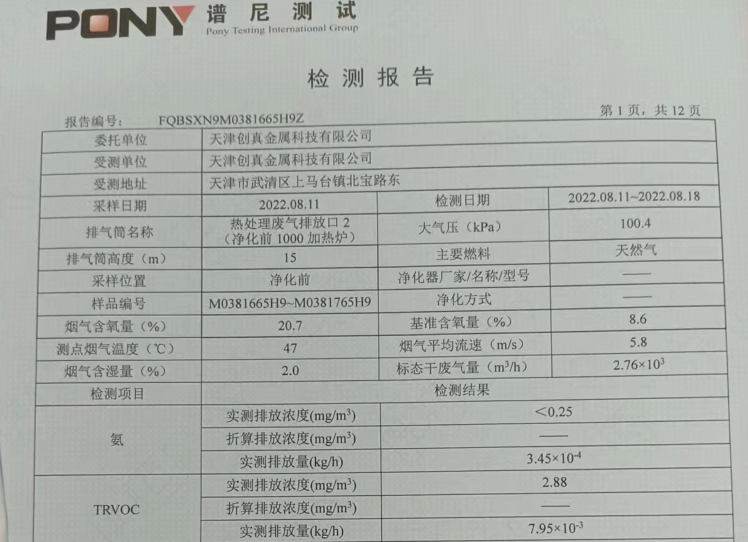 PONY 谱尼测试
Pony Testing International Group
检测报告
报告编号: FQBSXN9M0381665H9Z 第 1 页，共 12 页
委托单位 天津创真金属科技有限公司
受测单位 天津创真金属科技有限公司
受测地址 天津市武清区上马台镇北宝路东
采样日期 2022.08.11 检测日期 2022.08.11~2022.08.18
排气筒名称 热处理废气排放口 2
（净化前 1000 加热炉） 大气压（kPa） 100.4
排气筒高度（m） 15 主要燃料 天然气
采样位置 净化前 净化器厂家/名称/型号 ——
样品编号 M0381665H9~M0381765H9 净化方式 ——
烟气含氧量（%） 20.7 基准含氧量（%） 8.6
测点烟气温度（℃） 47 烟气平均流速（m/s） 5.8
烟气含湿量（%） 2.0 标态干废气量（m³/h） 2.76×10³
检测项目 检测结果
氨 实测排放浓度(mg/m³) ＜0.25
折算排放浓度(mg/m³) ——
实测排放量(kg/h) 3.45×10⁻⁴
TRVOC 实测排放浓度(mg/m³) 2.88
折算排放浓度(mg/m³) ——
实测排放量(kg/h) 7.95×10⁻³